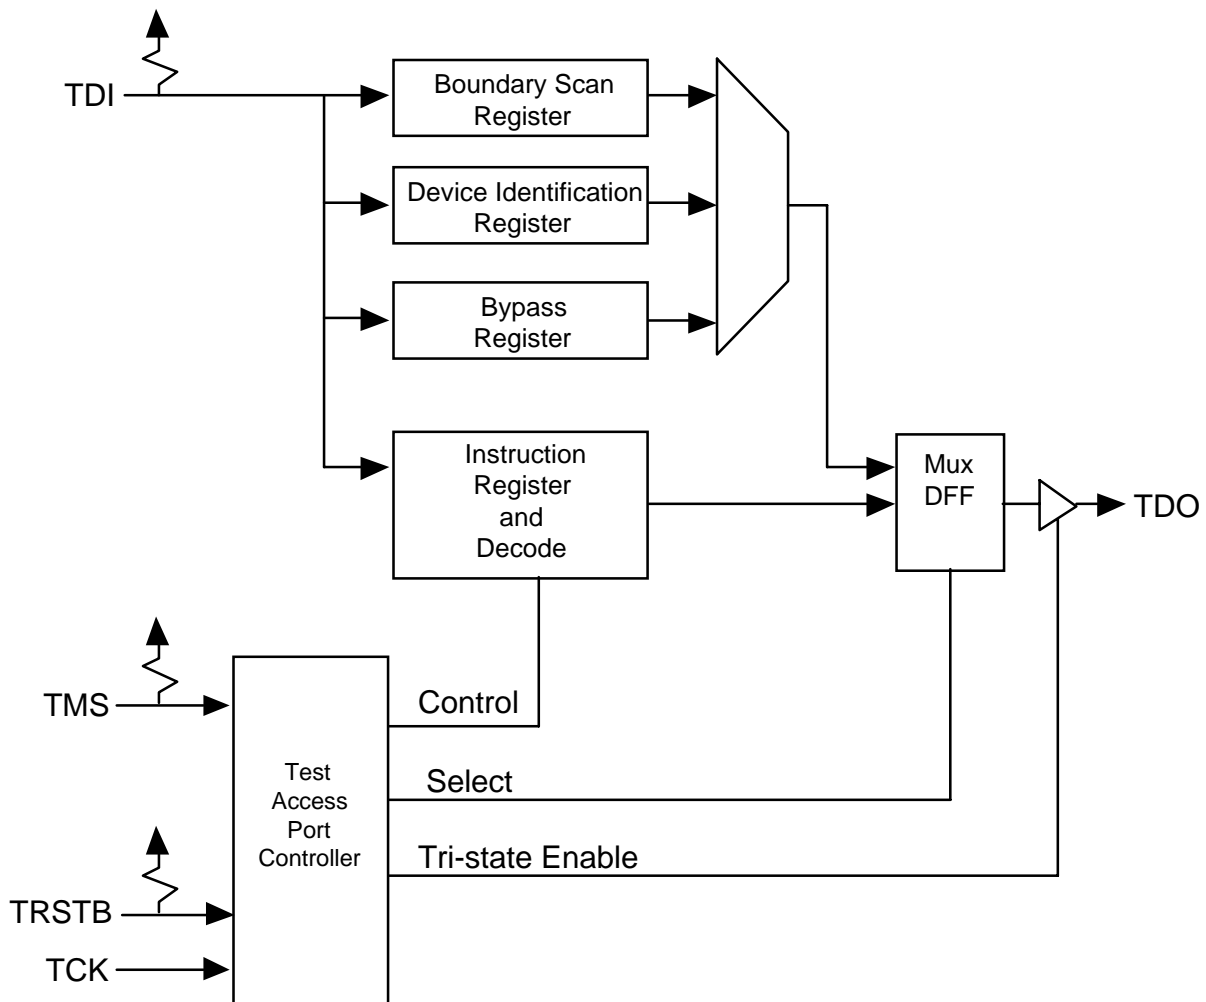 TDI
Boundary Scan
Register
Device Identification
Register
Bypass
Register
Instruction
Register
and
Decode
Mux
DFF
TDO
TMS
Control
Select
Test
Access
Port
Controller
Tri-state Enable
TRSTB
TCK